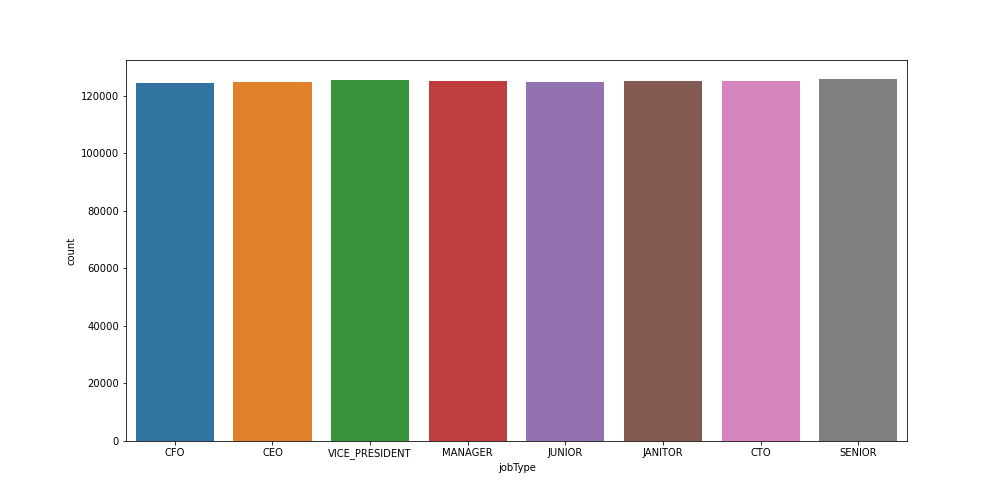 120000
100000
80000
60000
40000
20000
0
count
CFO CEO VICE_PRESIDENT MANAGER JUNIOR JANITOR CTO SENIOR
jobType